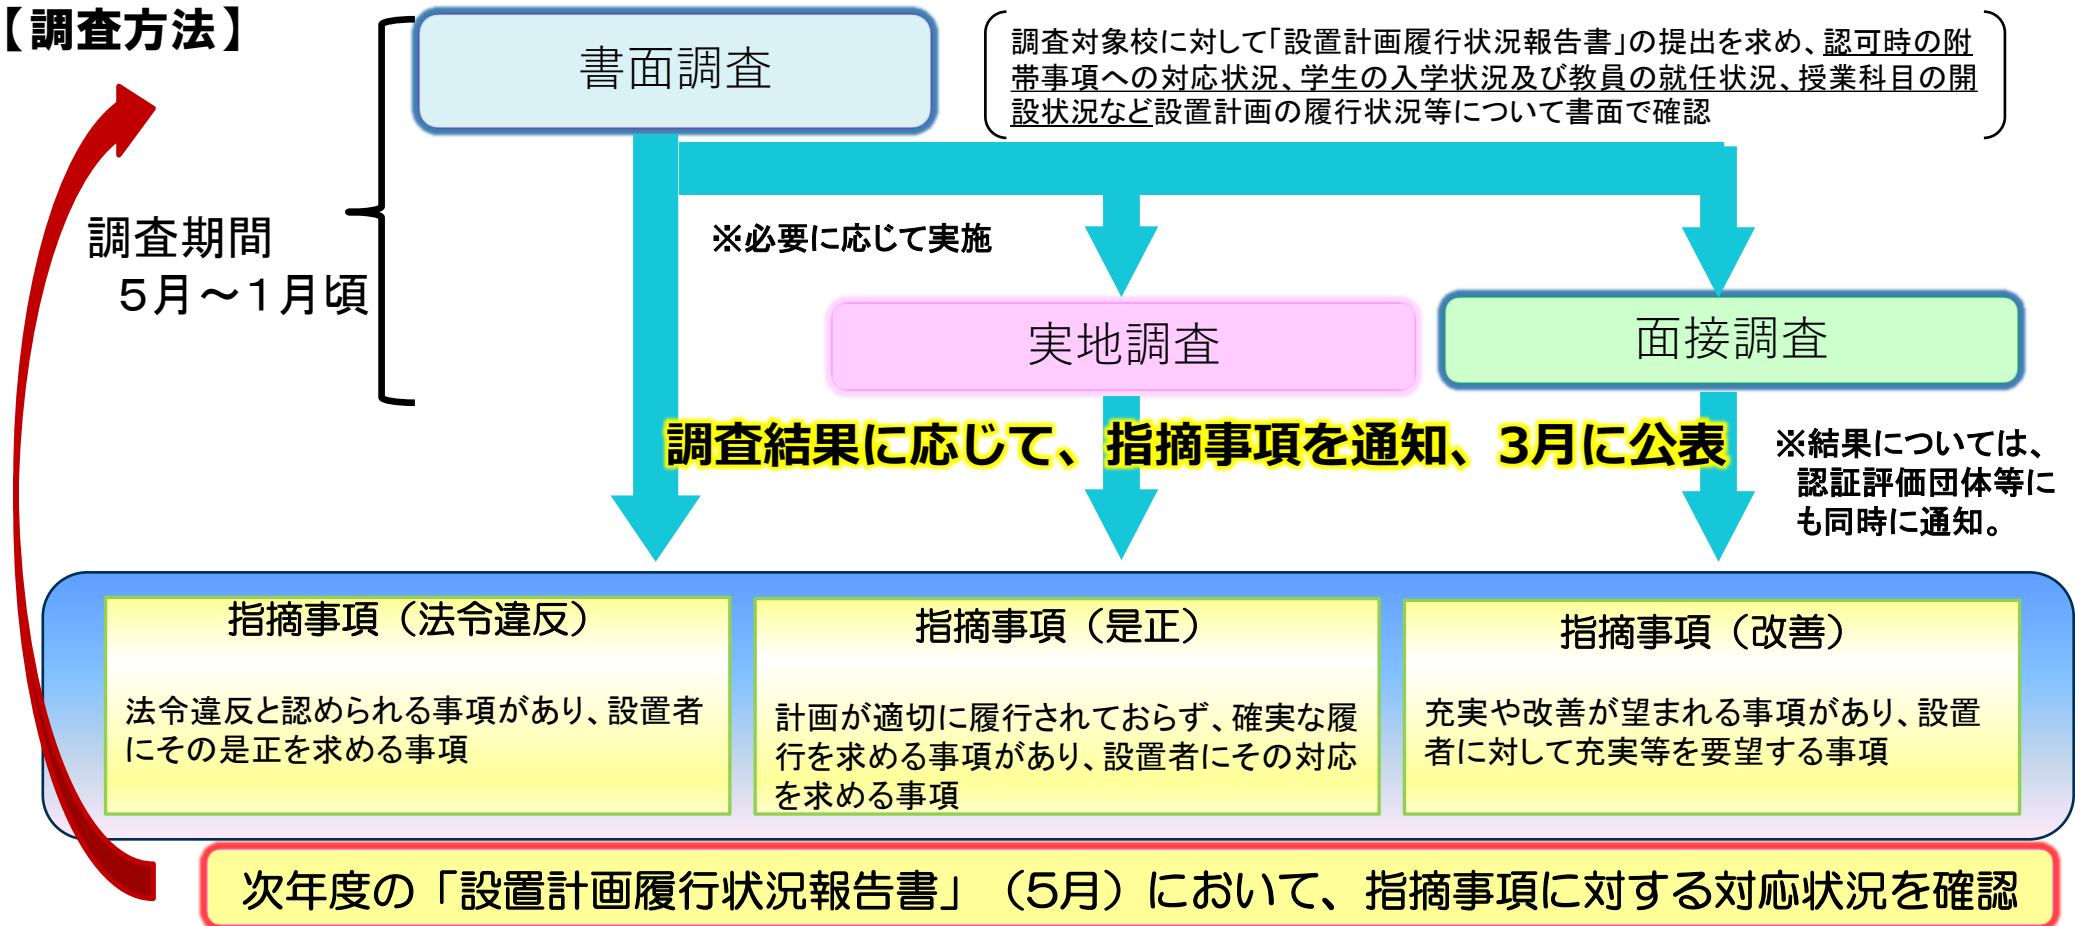 【調査方法】
書面調査
調査対象校に対して「設置計画履行状況報告書」の提出を求め、認可時の附
帯事項への対応状況、学生の入学状況及び教員の就任状況、授業科目の開
設状況など設置計画の履行状況等について書面で確認
調査期間
5月～1月頃
※必要に応じて実施
実地調査
面接調査
調査結果に応じて、指摘事項を通知、3月に公表
※結果については、
認証評価団体等に
も同時に通知。
指摘事項（法令違反）
法令違反と認められる事項があり、設置者
にその是正を求める事項
指摘事項（是正）
計画が適切に履行されておらず、確実な履
行を求める事項があり、設置者にその対応
を求める事項
指摘事項（改善）
充実や改善が望まれる事項があり、設置
者に対して充実等を要望する事項
次年度の「設置計画履行状況報告書」（5月）において、指摘事項に対する対応状況を確認